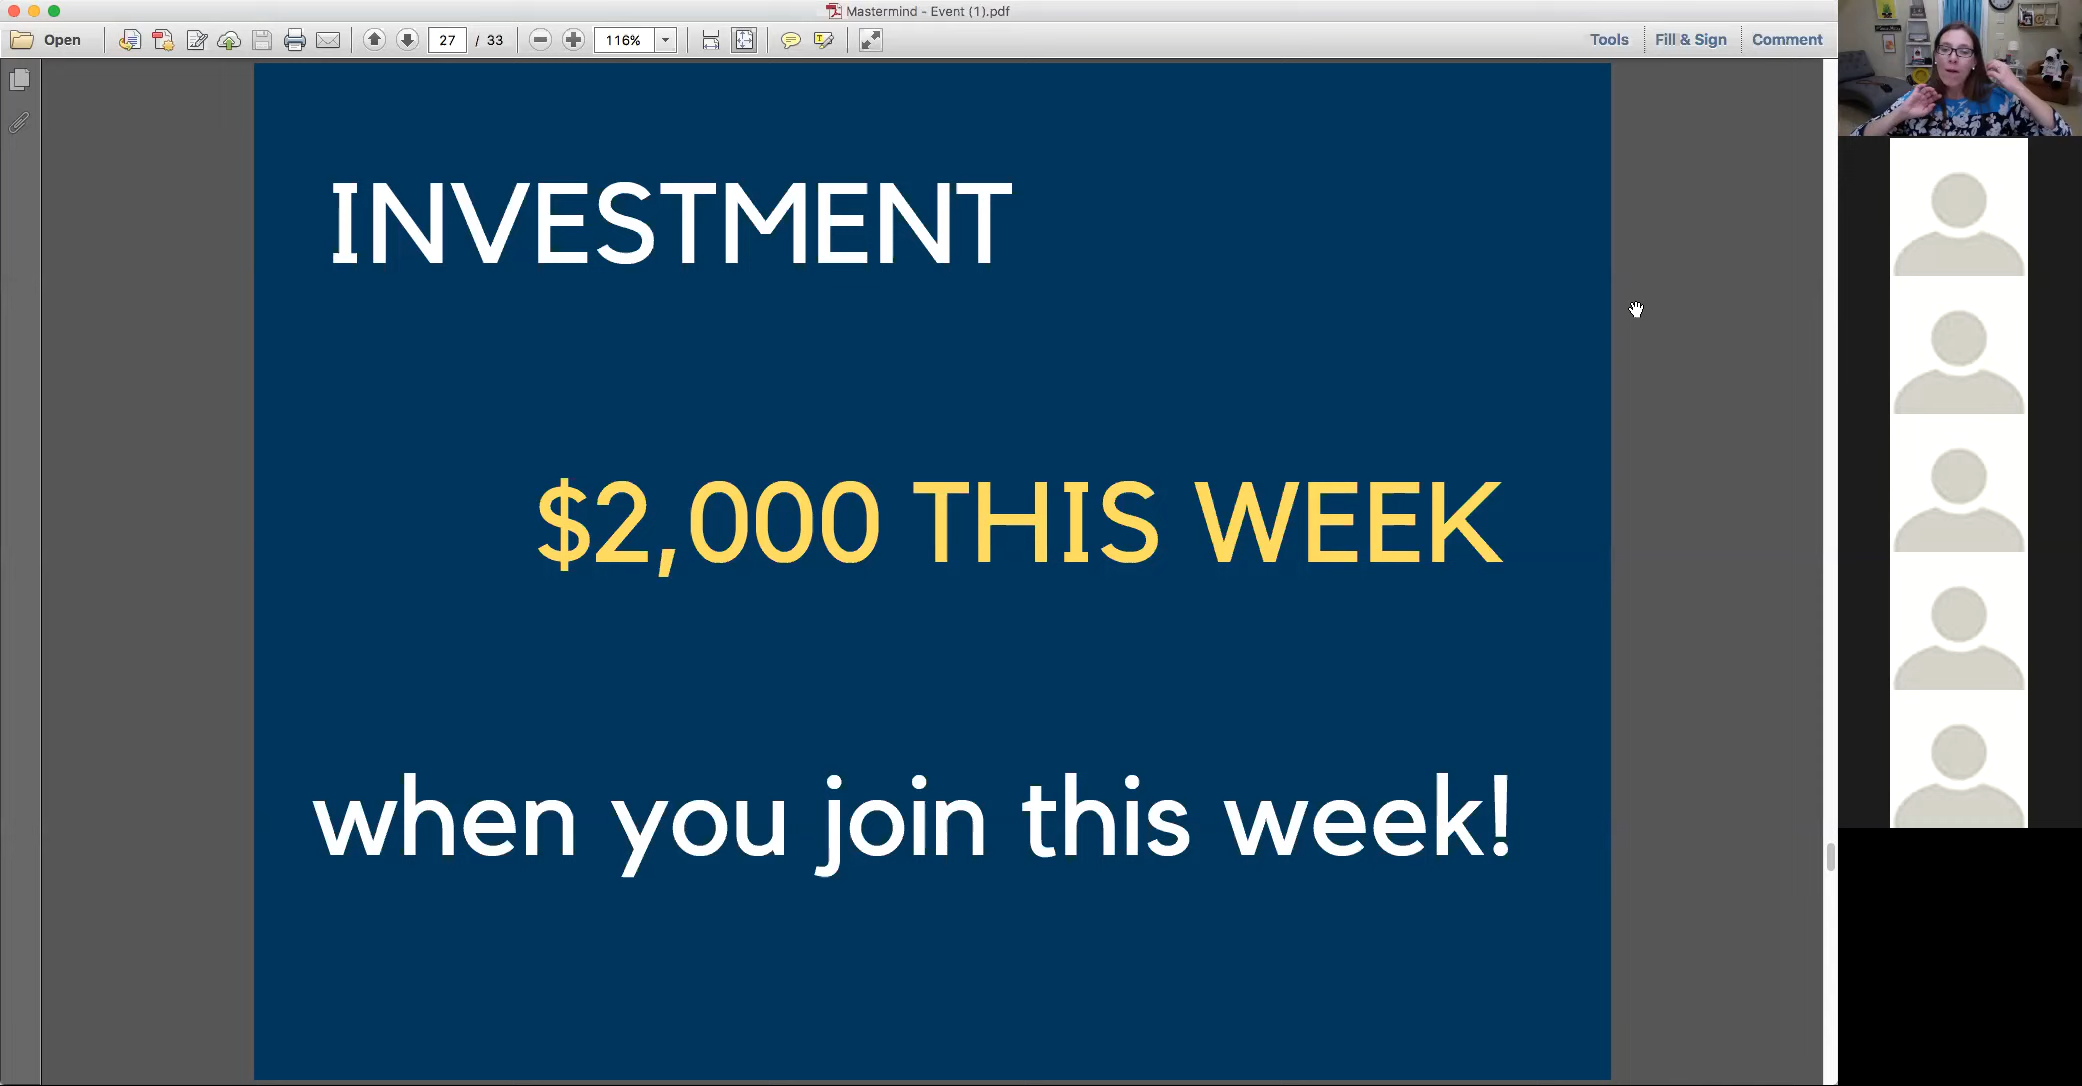 Mastermind - Event (1).pdf
Open
27 / 33
116%
Tools
Fill & Sign
Comment
INVESTMENT
$2,000 THIS WEEK
when you join this week!